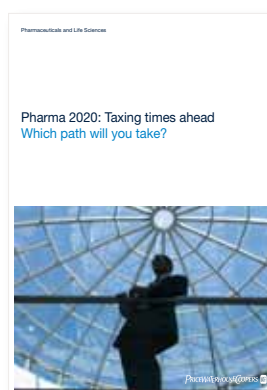 Pharmaceuticals and Life Sciences
Pharma 2020: Taxing times ahead
Which path will you take?
PRICEWATERHOUSECOOPERS